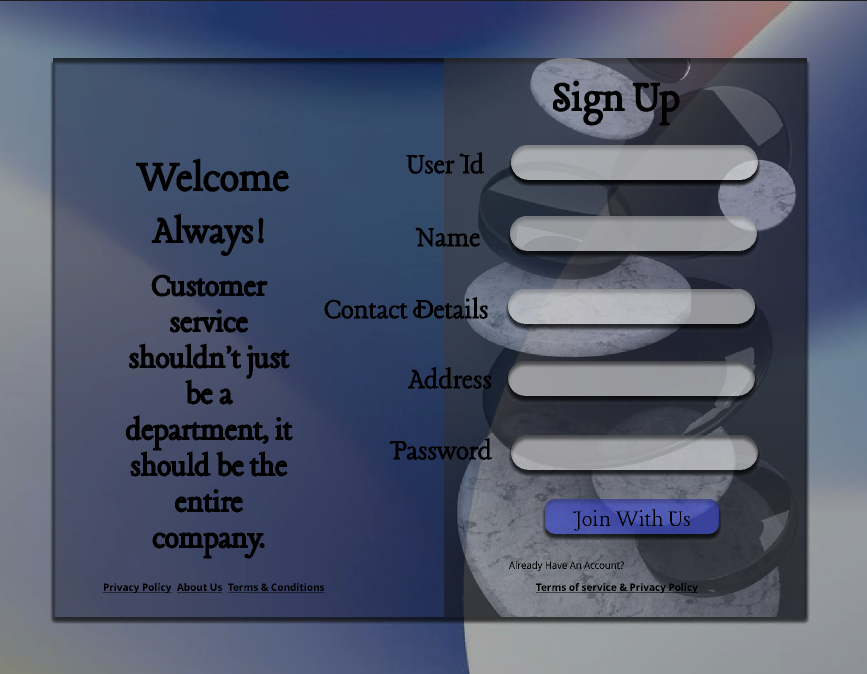 Welcome
Always!
Customer
service
shouldn't just
be a
department, it
should be the
entire
company.
Privacy Policy About Us Terms & Conditions
Sign Up
User Id
Name
Contact Details
Address
Password
Join With Us
Already Have An Account?
Terms of service & Privacy Policy